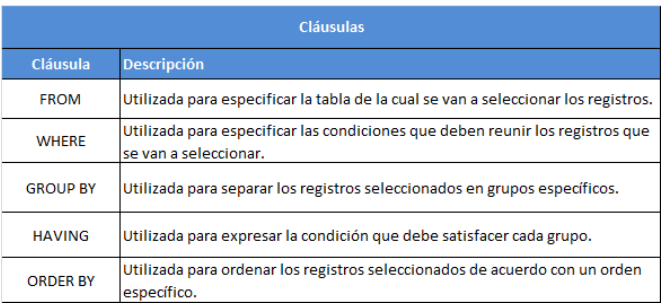 Cláusulas
Cláusula Descripción
FROM Utilizada para especificar la tabla de la cual se van a seleccionar los registros.
WHERE Utilizada para especificar las condiciones que deben reunir los registros que
se van a seleccionar.
GROUP BY Utilizada para separar los registros seleccionados en grupos específicos.
HAVING Utilizada para expresar la condición que debe satisfacer cada grupo.
ORDER BY Utilizada para ordenar los registros seleccionados de acuerdo con un orden
específico.